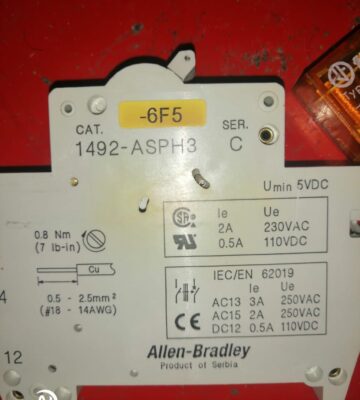 -6F5
CAT. SER.
1492-ASPH3 C
Umin 5VDC
Ie Ue
2A 230VAC
0.5A 110VDC
0.8 Nm
(7 lb-in)
Cu
0.5 - 2.5mm²
(#18 - 14AWG)
IEC/EN 62019
Ie Ue
AC13 3A 250VAC
AC15 2A 250VAC
DC12 0.5A 110VDC
4
12
Allen-Bradley
Product of Serbia